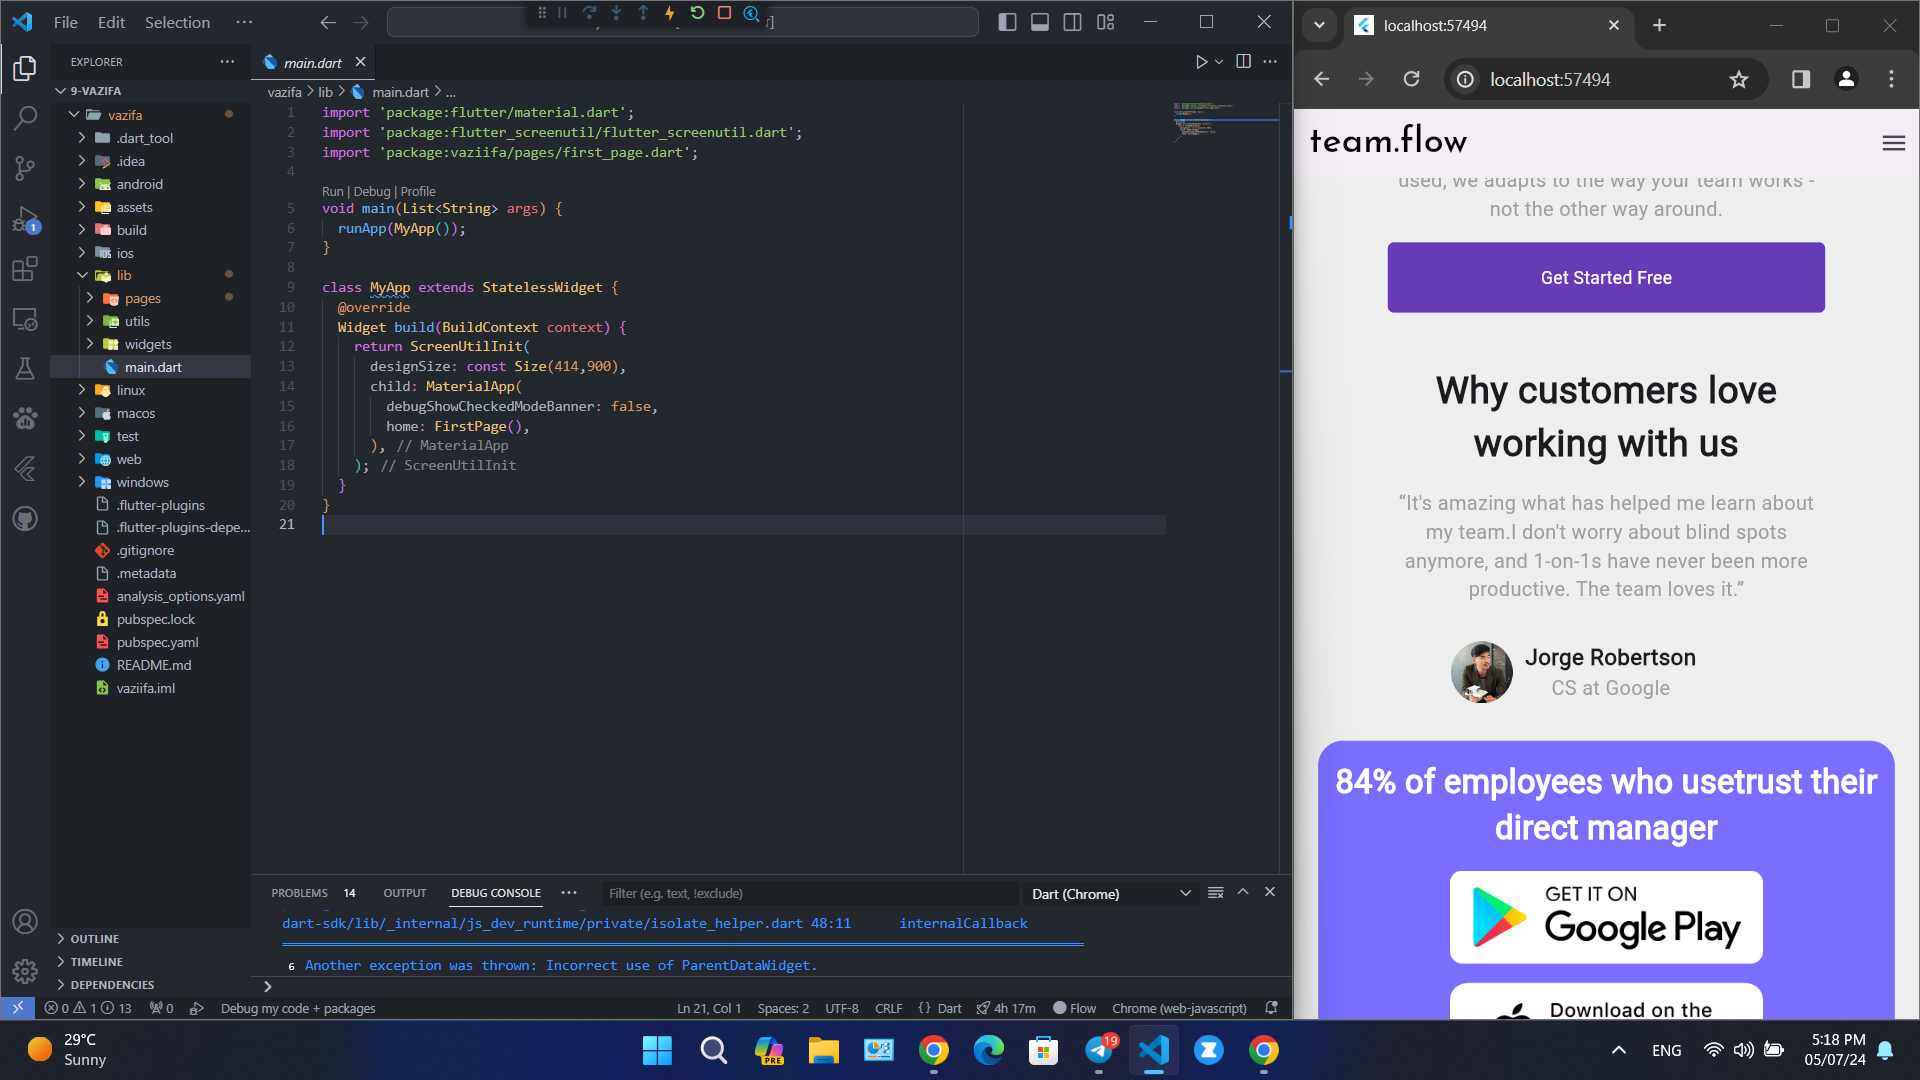 File Edit Selection ···
EXPLORER ···
9-VAZIFA
vazifa
.dart_tool
.idea
android
assets
build
ios
lib
pages
utils
widgets
main.dart
linux
macos
test
web
windows
.flutter-plugins
.flutter-plugins-depe...
.gitignore
.metadata
analysis_options.yaml
pubspec.lock
pubspec.yaml
README.md
vaziifa.iml
OUTLINE
TIMELINE
DEPENDENCIES
1
main.dart
vazifa > lib > main.dart > ...
1 import 'package:flutter/material.dart';
2 import 'package:flutter_screenutil/flutter_screenutil.dart';
3 import 'package:vaziifa/pages/first_page.dart';
4
Run | Debug | Profile
5 void main(List<String> args) {
6 runApp(MyApp());
7 }
8
9 class MyApp extends StatelessWidget {
10 @override
11 Widget build(BuildContext context) {
12 return ScreenUtilInit(
13 designSize: const Size(414,900),
14 child: MaterialApp(
15 debugShowCheckedModeBanner: false,
16 home: FirstPage(),
17 ), // MaterialApp
18 ); // ScreenUtilInit
19 }
20 }
21
PROBLEMS 14 OUTPUT DEBUG CONSOLE ··· Filter (e.g. text, !exclude) Dart (Chrome)
dart-sdk/lib/_internal/js_dev_runtime/private/isolate_helper.dart 48:11 internalCallback
6 Another exception was thrown: Incorrect use of ParentDataWidget.
0 1 13 0 Debug my code + packages Ln 21, Col 1 Spaces: 2 UTF-8 CRLF { } Dart 4h 17m Flow Chrome (web-javascript)
localhost:57494
localhost:57494
team.flow
used, we adapts to the way your team works -
not the other way around.
Get Started Free
Why customers love
working with us
“It's amazing what has helped me learn about
my team.I don't worry about blind spots
anymore, and 1-on-1s have never been more
productive. The team loves it.”
Jorge Robertson
CS at Google
84% of employees who usetrust their
direct manager
GET IT ON
Google Play
Download on the
29°C
Sunny
PRE
19
ENG
5:18 PM
05/07/24